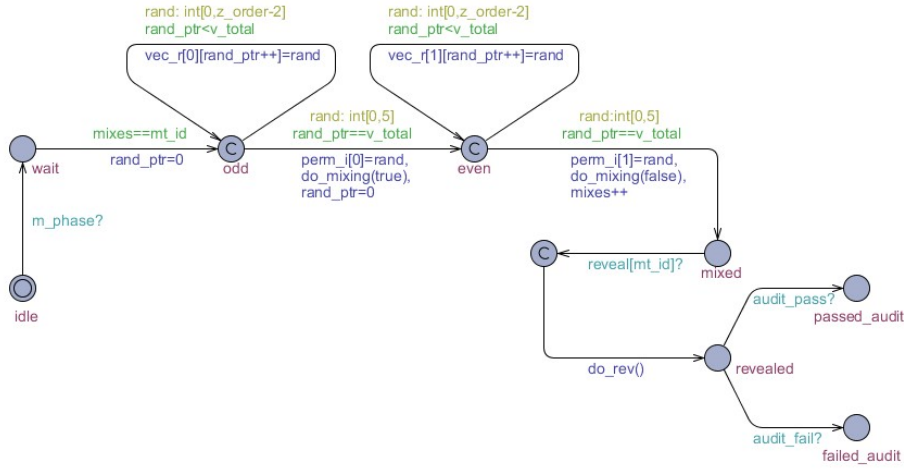 rand: int[0,z_order-2]
rand_ptr<v_total
vec_r[0][rand_ptr++]=rand
rand: int[0,z_order-2]
rand_ptr<v_total
vec_r[1][rand_ptr++]=rand
mixes==mt_id
rand_ptr=0
wait
C
odd
rand: int[0,5]
rand_ptr==v_total
perm_i[0]=rand,
do_mixing(true),
rand_ptr=0
C
even
rand:int[0,5]
rand_ptr==v_total
perm_i[1]=rand,
do_mixing(false),
mixes++
m_phase?
idle
C
reveal[mt_id]?
mixed
audit_pass?
passed_audit
do_rev()
revealed
audit_fail?
failed_audit